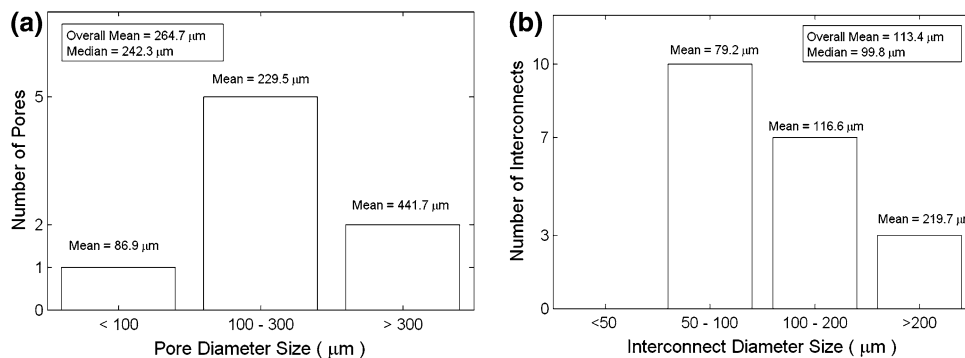 (a)
Overall Mean = 264.7 μm
Median = 242.3 μm
Number of Pores
5
2
1
0
Mean = 86.9 μm
Mean = 229.5 μm
Mean = 441.7 μm
< 100
100 - 300
> 300
Pore Diameter Size ( μm )
(b)
Overall Mean = 113.4 μm
Median = 99.8 μm
Number of Interconnects
10
7
3
0
Mean = 79.2 μm
Mean = 116.6 μm
Mean = 219.7 μm
<50
50 - 100
100 - 200
>200
Interconnect Diameter Size ( μm )